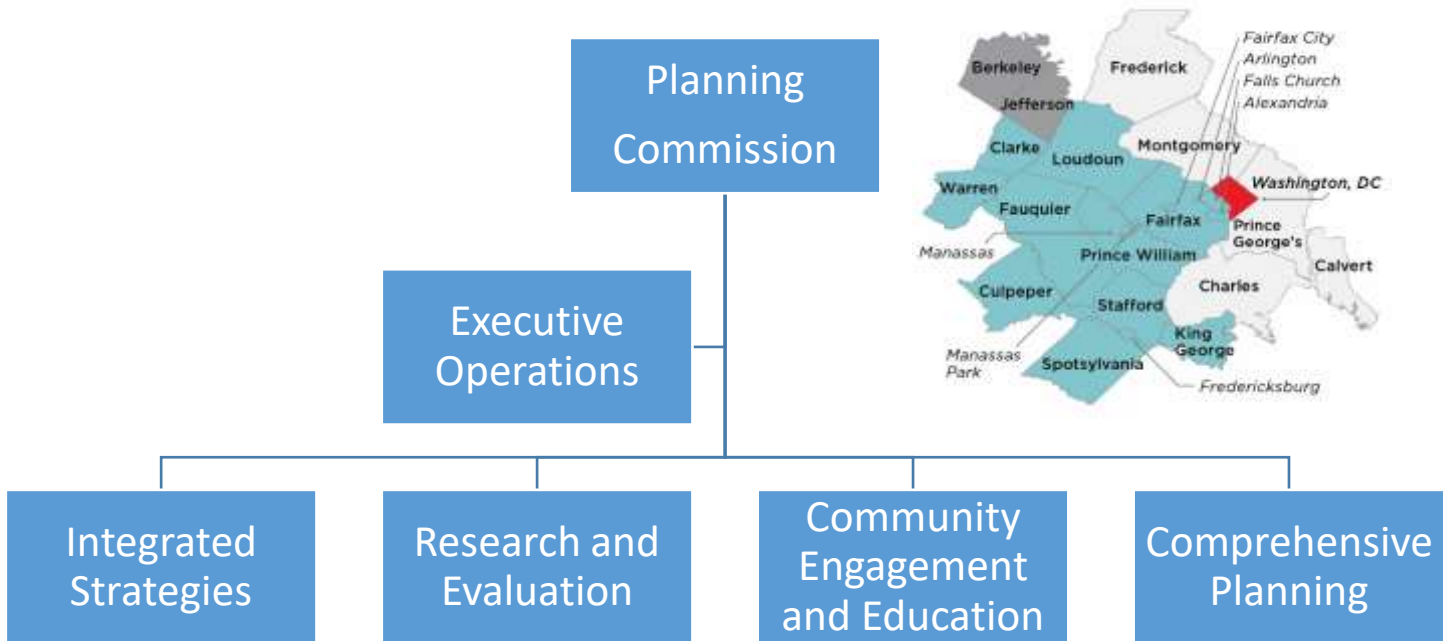 Planning
Commission
Executive
Operations
Integrated
Strategies
Research and
Evaluation
Community
Engagement
and Education
Comprehensive
Planning
Fairfax City
Arlington
Falls Church
Alexandria
Berkeley
Frederick
Jefferson
Clarke
Loudoun
Montgomery
Warren
Washington, DC
Fauquier
Fairfax
Prince
George's
Manassas
Prince William
Calvert
Culpeper
Charles
Stafford
King
George
Manassas
Park
Spotsylvania
Fredericksburg